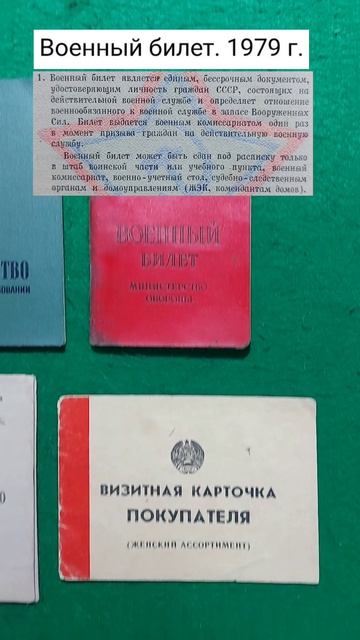 Военный билет. 1979 г.
1. Военный билет является единым, бессрочным документом,
удостоверяющим личность граждан СССР, состоящих на
действительной военной службе и определяет отношение
военнообязанного к военной службе в запасе Вооруженных
Сил. Билет выдается военным комиссариатом один раз
в момент призыва граждан на действительную военную
службу.
Военный билет может быть сдан под расписку только
в штаб воинской части или учебного пункта, военный
комиссариат, военно-учетный стол, судебно-следственным
органам и домоуправлениям (ЖЭК, комендантам домов).
ТВО
ОВАНИИ
ВОЕННЫЙ
БИЛЕТ
МИНИСТЕРСТВО
ОБОРОНЫ
ВИЗИТНАЯ КАРТОЧКА
ПОКУПАТЕЛЯ
(ЖЕНСКИЙ АССОРТИМЕНТ)